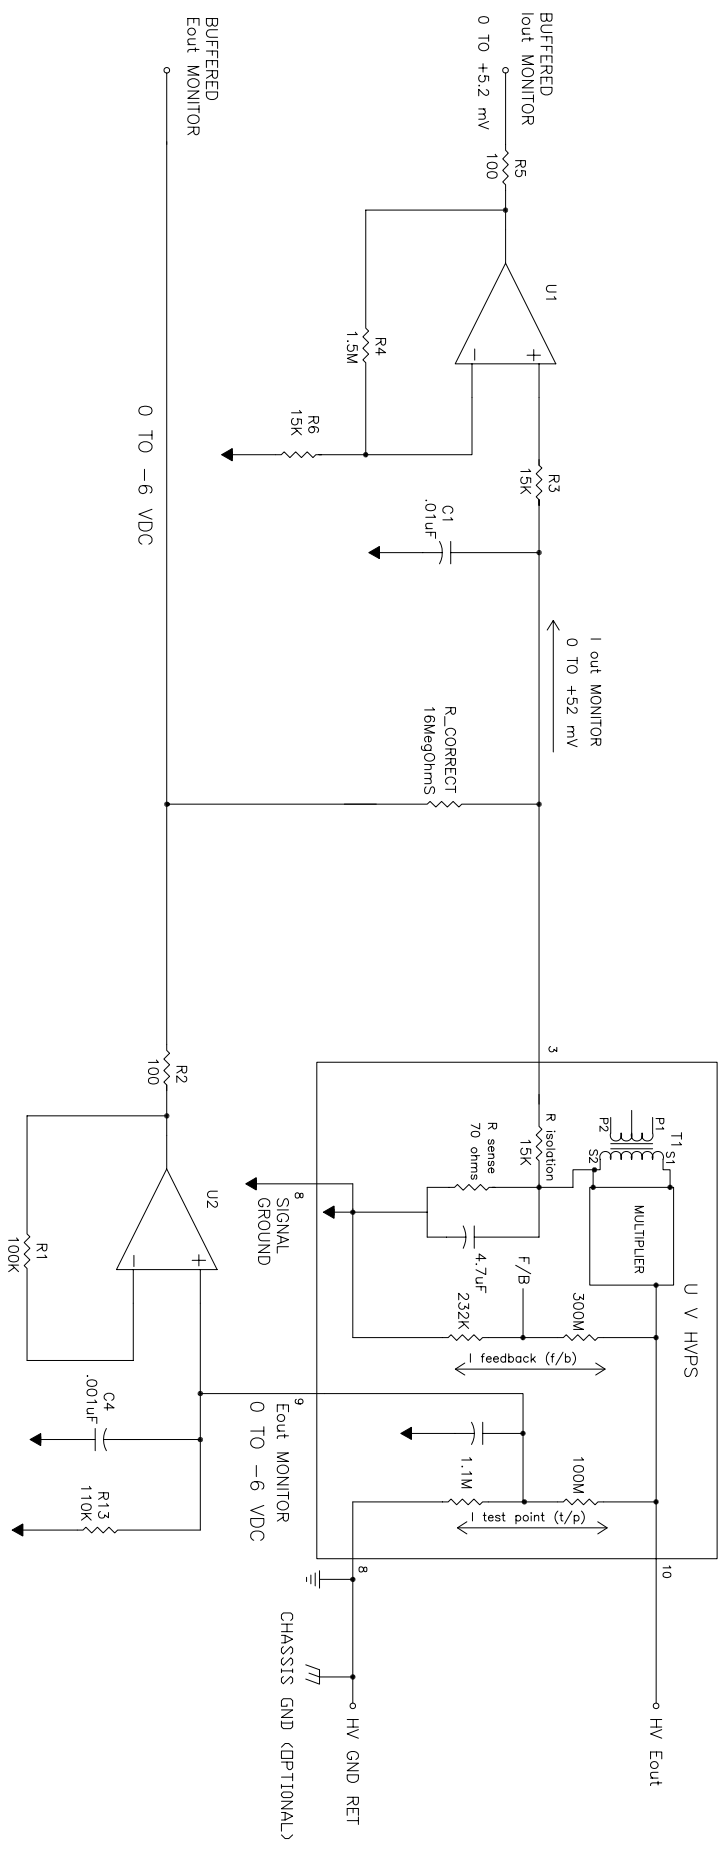 BUFFERED
Iout MONITOR
0 TO +5.2 mV
R5
100
U1
+
−
R4
1.5M
R6
15K
R3
15K
C1
.01uF
I out MONITOR
0 TO +52 mV
R_CORRECT
16MegOhmS
BUFFERED
Eout MONITOR
0 TO −6 VDC
R2
100
U2
+
−
R1
100K
C4
.001uF
R13
110K
3
R isolation
15K
R sense
70 ohms
4.7uF
T1
P1
P2
S1
S2
MULTIPLIER
U V HVPS
F/B
300M
232K
I feedback (f/b)
8
SIGNAL
GROUND
9
Eout MONITOR
0 TO −6 VDC
100M
1.1M
I test point (t/p)
10
8
HV Eout
HV GND RET
CHASSIS GND (OPTIONAL)